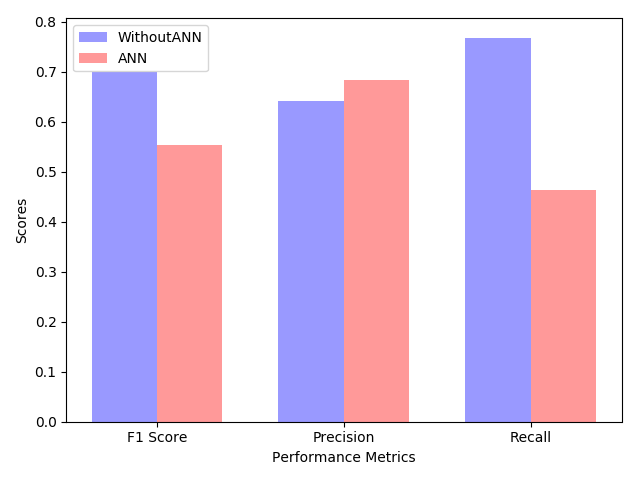 WithoutANN
ANN
0.8
0.7
0.6
0.5
0.4
0.3
0.2
0.1
0.0
Scores
F1 Score
Precision
Recall
Performance Metrics